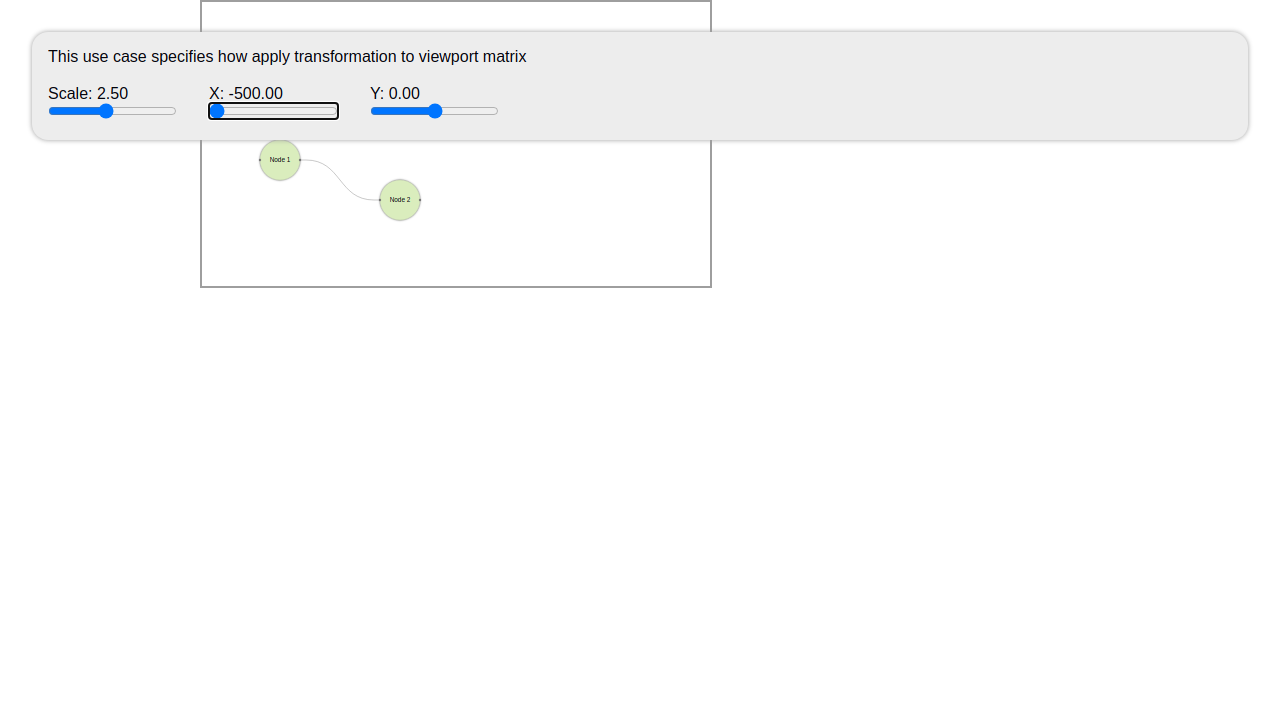 This use case specifies how apply transformation to viewport matrix
Scale: 2.50 X: -500.00 Y: 0.00
Node 1
Node 2